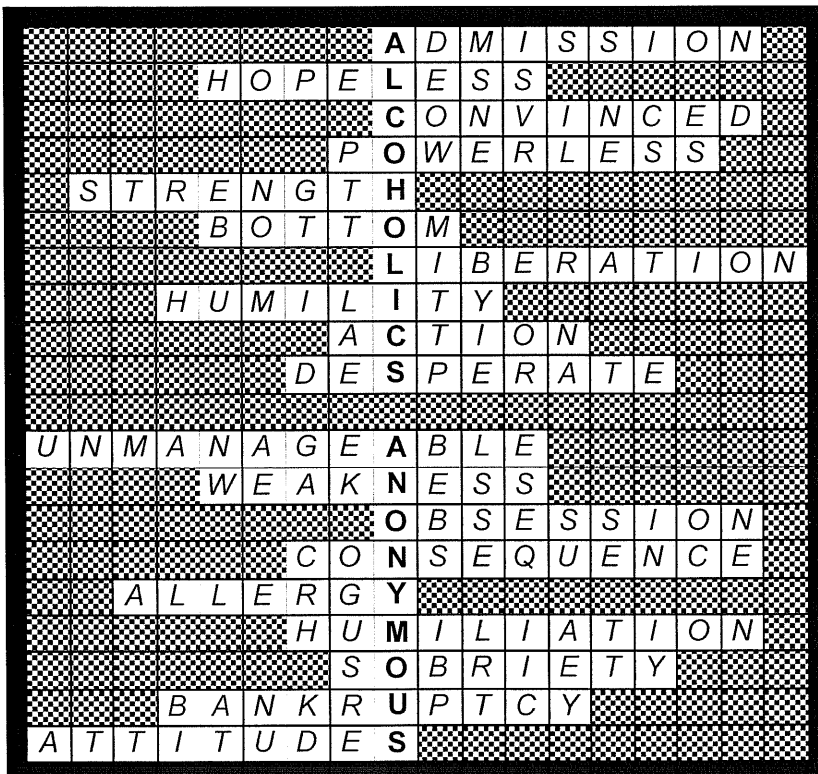 ADMISSION
HOPELESS
CONVINCED
POWERLESS
STRENGTH
BOTTOM
LIBERATION
HUMILITY
ACTION
DESPERATE
UNMANAGEABLE
WEAKNESS
OBSESSION
CONSEQUENCE
ALLERGY
HUMILIATION
SOBRIETY
BANKRUPTCY
ATTITUDES